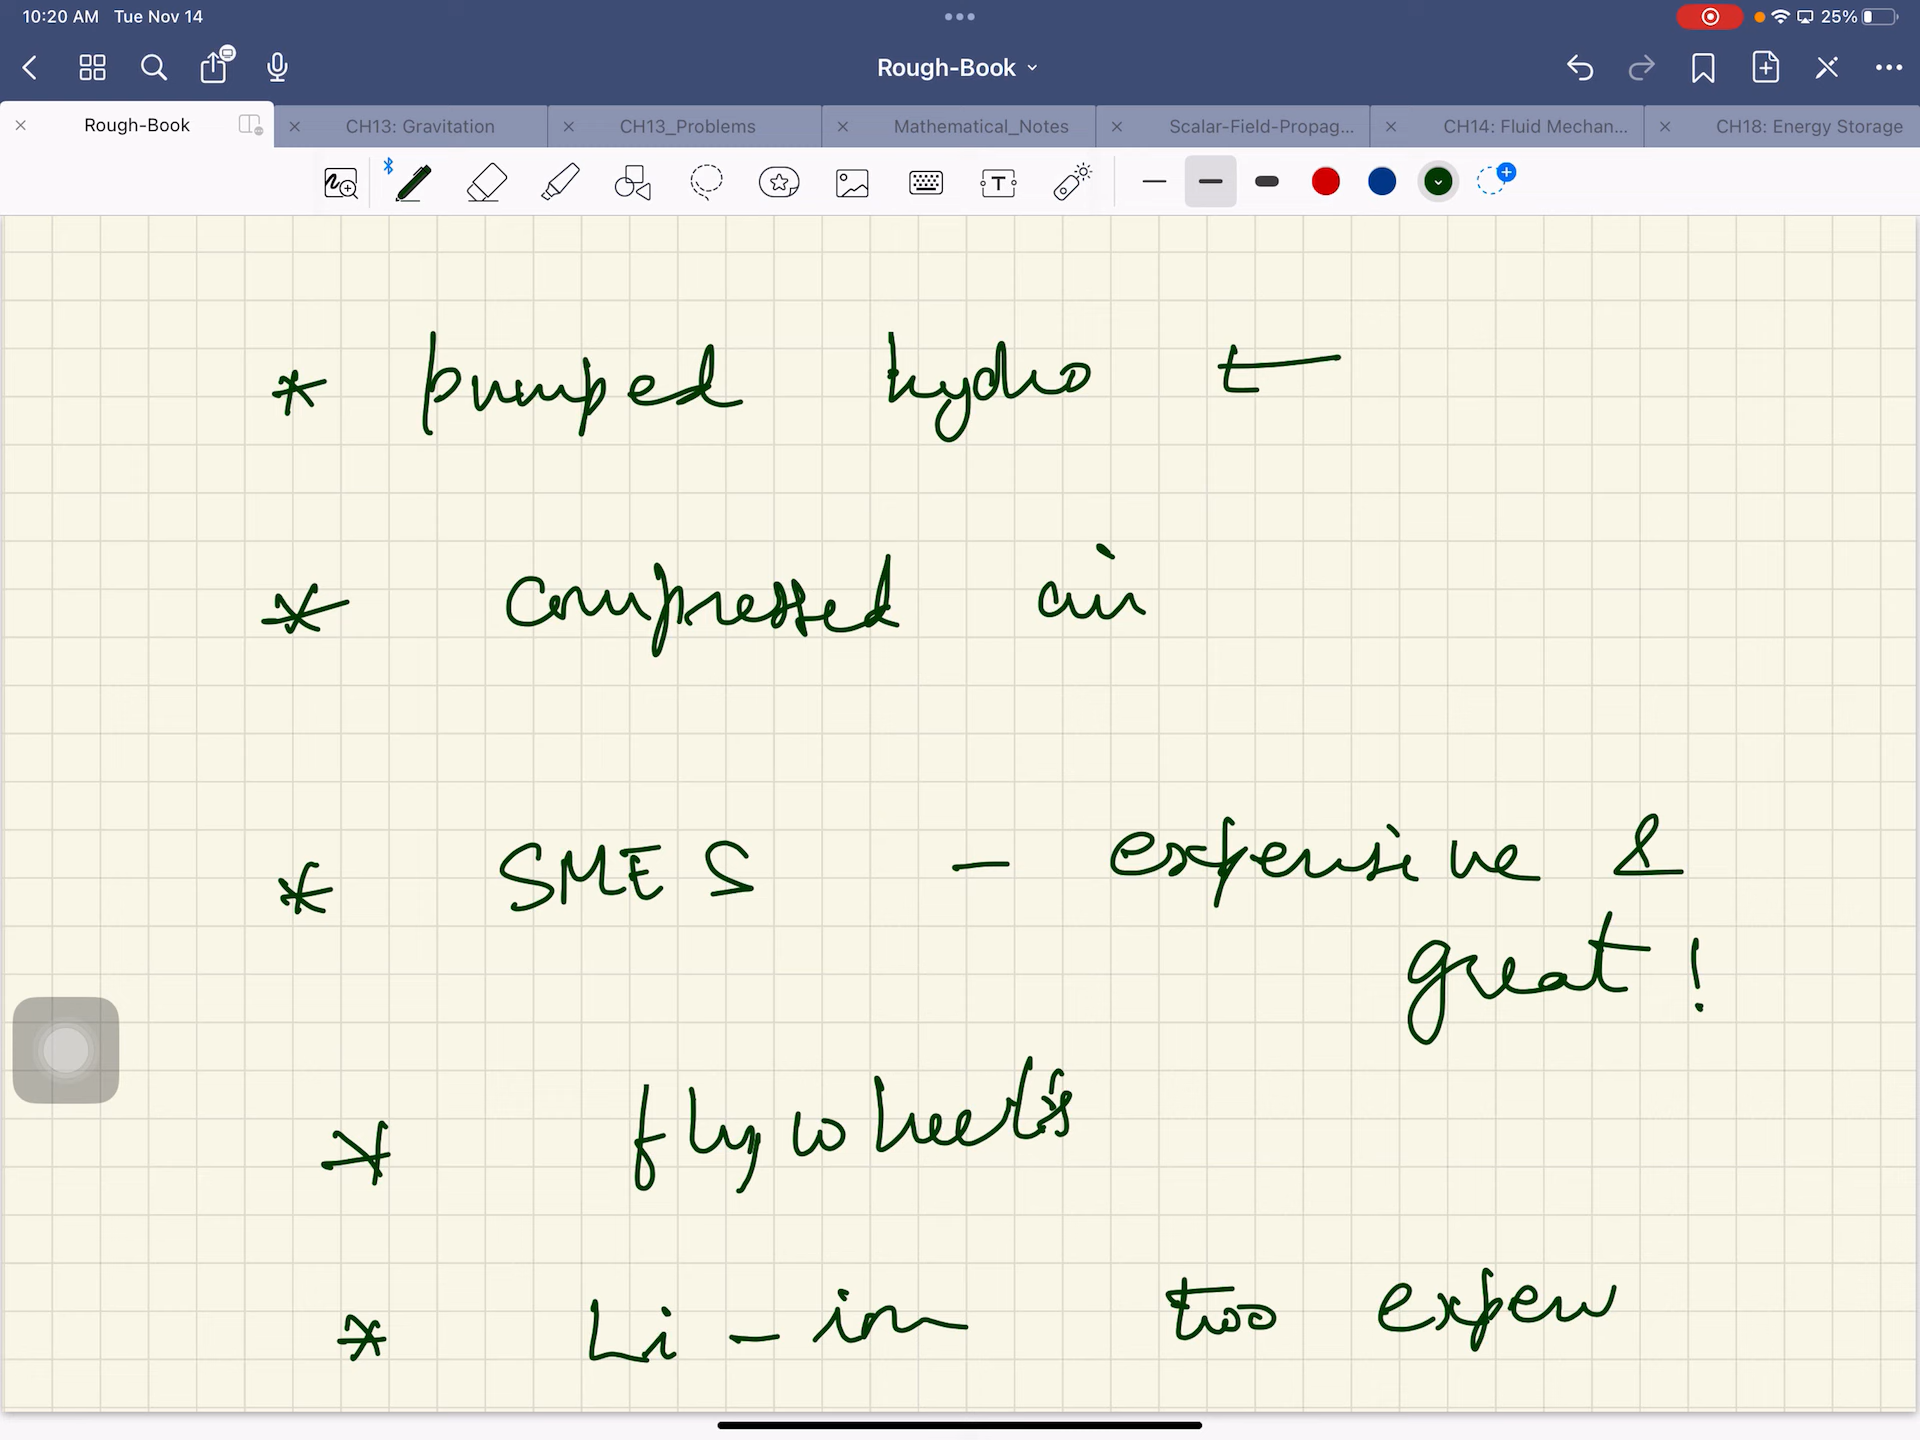 10:20 AM Tue Nov 14
25%
Rough-Book
Rough-Book
CH13: Gravitation
CH13_Problems
Mathematical_Notes
Scalar-Field-Propag...
CH14: Fluid Mechan...
CH18: Energy Storage
T
* pumped hydro
* compressed air
* SMES - expensive &
great!
* flywheels
* Li-ion too expen